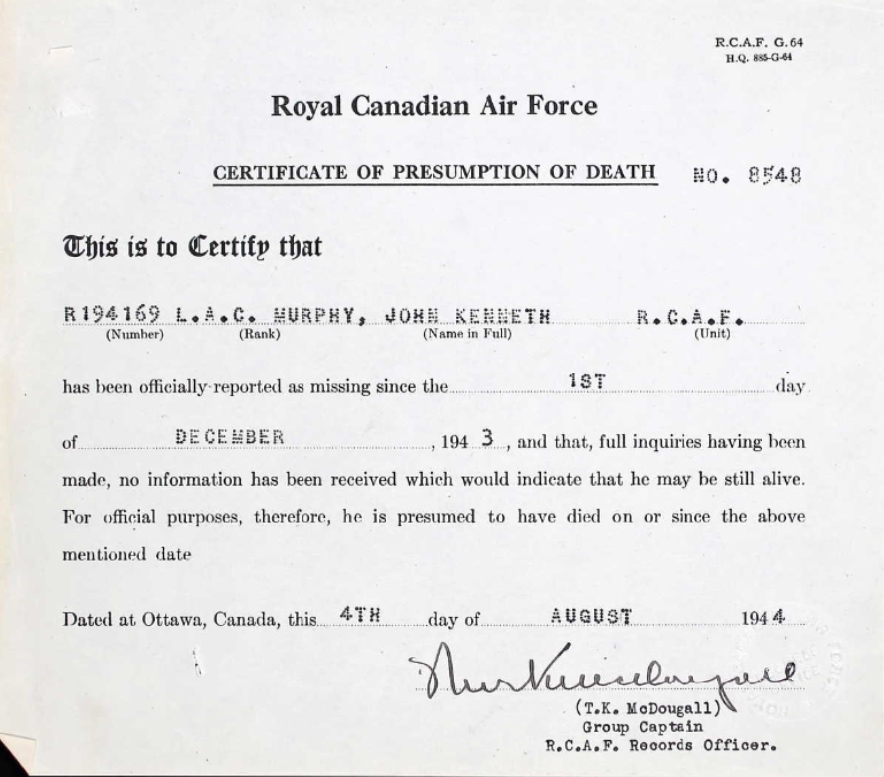 R.C.A.F. G. 64
H.Q. 885-G-64
Royal Canadian Air Force
CERTIFICATE OF PRESUMPTION OF DEATH NO. 8548
This is to Certify that
R194169 L.A.C. MURPHY, JOHN KENNETH R.C.A.F.
(Number) (Rank) (Name in Full) (Unit)
has been officially reported as missing since the 1ST day
of DECEMBER , 194 3 , and that, full inquiries having been
made, no information has been received which would indicate that he may be still alive.
For official purposes, therefore, he is presumed to have died on or since the above
mentioned date
Dated at Ottawa, Canada, this 4TH day of AUGUST 194 4
(T.K. McDougall)
Group Captain
R.C.A.F. Records Officer.